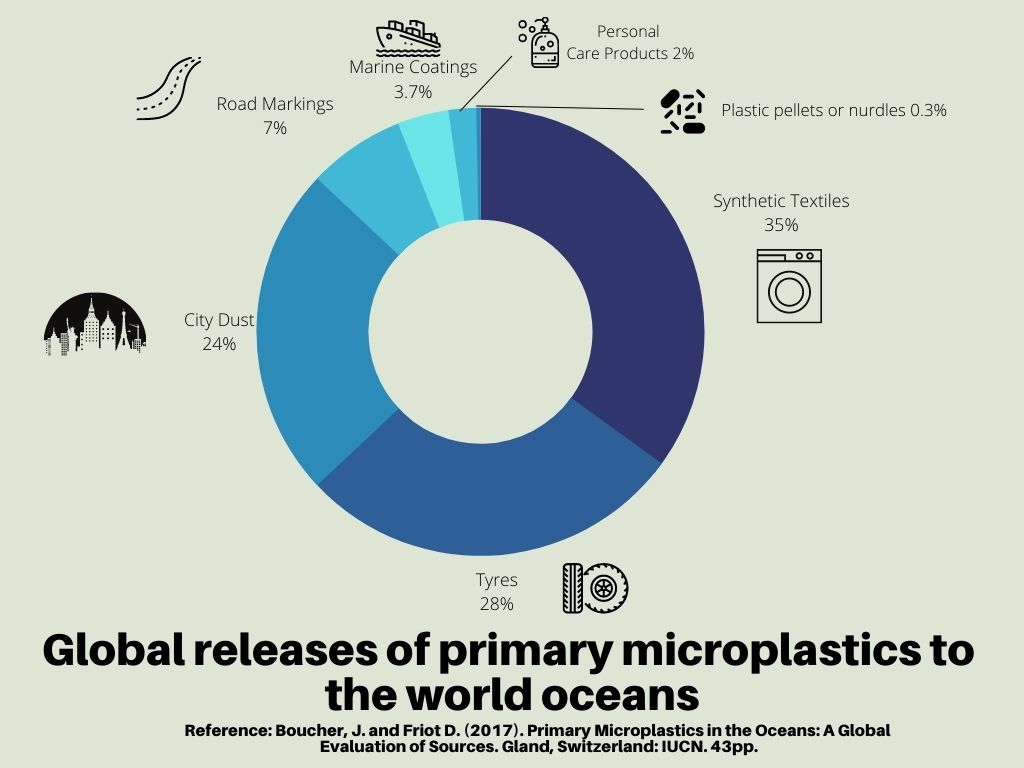 Personal
Care Products 2%
Marine Coatings
3.7%
Road Markings
7%
Plastic pellets or nurdles 0.3%
Synthetic Textiles
35%
City Dust
24%
Tyres
28%
Global releases of primary microplastics to
the world oceans
Reference: Boucher, J. and Friot D. (2017). Primary Microplastics in the Oceans: A Global
Evaluation of Sources. Gland, Switzerland: IUCN. 43pp.